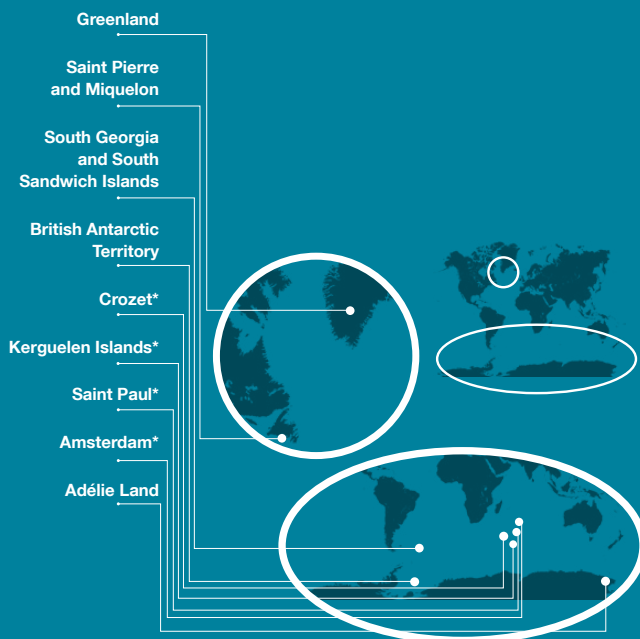 Greenland
Saint Pierre
and Miquelon
South Georgia
and South
Sandwich Islands
British Antarctic
Territory
Crozet*
Kerguelen Islands*
Saint Paul*
Amsterdam*
Adélie Land